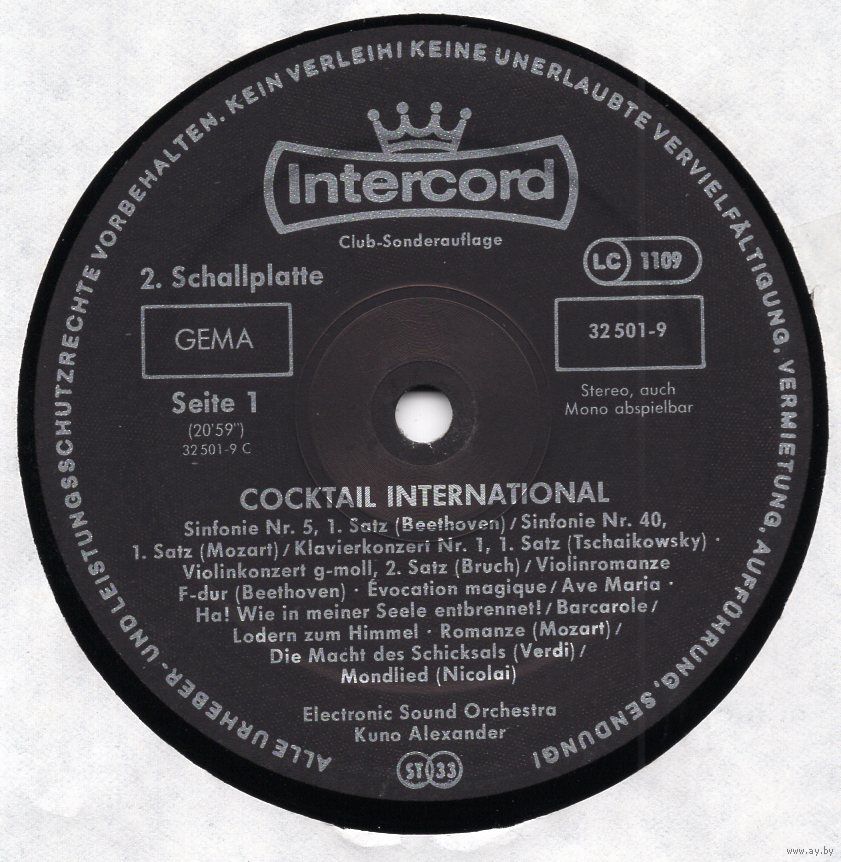 ALLE URHEBER- UND LEISTUNGSSCHUTZRECHTE VORBEHALTEN. KEIN VERLEIH! KEINE UNERLAUBTE VERVIELFÄLTIGUNG, VERMIETUNG, AUFFÜHRUNG, SENDUNG!
Intercord
Club-Sonderauflage
LC 1109
2. Schallplatte
GEMA
32 501-9
Seite 1
Stereo, auch
Mono abspielbar
(20'59")
32 501-9 C
COCKTAIL INTERNATIONAL
Sinfonie Nr. 5, 1. Satz (Beethoven) / Sinfonie Nr. 40,
1. Satz (Mozart) / Klavierkonzert Nr. 1, 1. Satz (Tschaikowsky) ·
Violinkonzert g-moll, 2. Satz (Bruch) / Violinromanze
F-dur (Beethoven) · Évocation magique / Ave Maria ·
Ha! Wie in meiner Seele entbrennet! / Barcarole /
Lodern zum Himmel · Romanze (Mozart) /
Die Macht des Schicksals (Verdi) /
Mondlied (Nicolai)
Electronic Sound Orchestra
Kuno Alexander
ST 33
www.ay.by